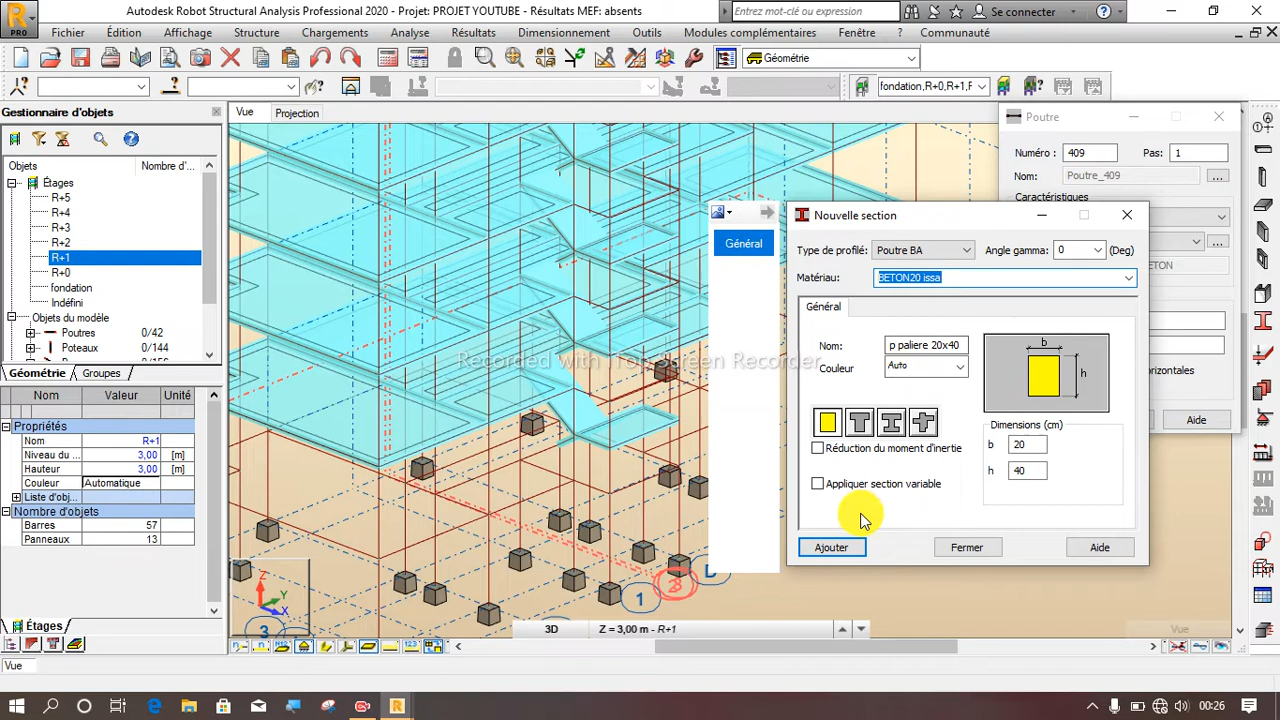 Autodesk Robot Structural Analysis Professional 2020 - Projet: PROJET YOUTUBE - Résultats MEF: absents
Entrez mot-clé ou expression
Se connecter
?
PRO
Fichier Édition Affichage Structure Chargements Analyse Résultats Dimensionnement Outils Modules complémentaires Fenêtre ? Communauté
Géométrie
fondation,R+0,R+1,F
Gestionnaire d'objets
Vue Projection
Objets Nombre d'...
Étages
R+5
R+4
R+3
R+2
R+1
R+0
fondation
Indéfini
Objets du modèle
Poutres 0/42
Poteaux 0/144
Géométrie Groupes
Nom Valeur Unité
Propriétés
Nom R+1
Niveau du ... 3,00 [m]
Hauteur 3,00 [m]
Couleur Automatique
Liste d'obj...
Nombre d'objets
Barres 57
Panneaux 13
Étages
Vue
Poutre
Numéro : 409 Pas: 1
Nom: Poutre_409 ...
Caractéristiques
...
BETON
horizontales
Aide
Général
Nouvelle section
Type de profilé: Poutre BA Angle gamma: 0 (Deg)
Matériau: BETON20 issa
Général
Nom: p paliere 20x40
Couleur Auto
b
h
Réduction du moment d'inertie
Appliquer section variable
Dimensions (cm)
b 20
h 40
Ajouter Fermer Aide
Recorded with iTop Screen Recorder
Z
Y
X
3
1
D
3D Z = 3,00 m - R+1
Vue
00:26